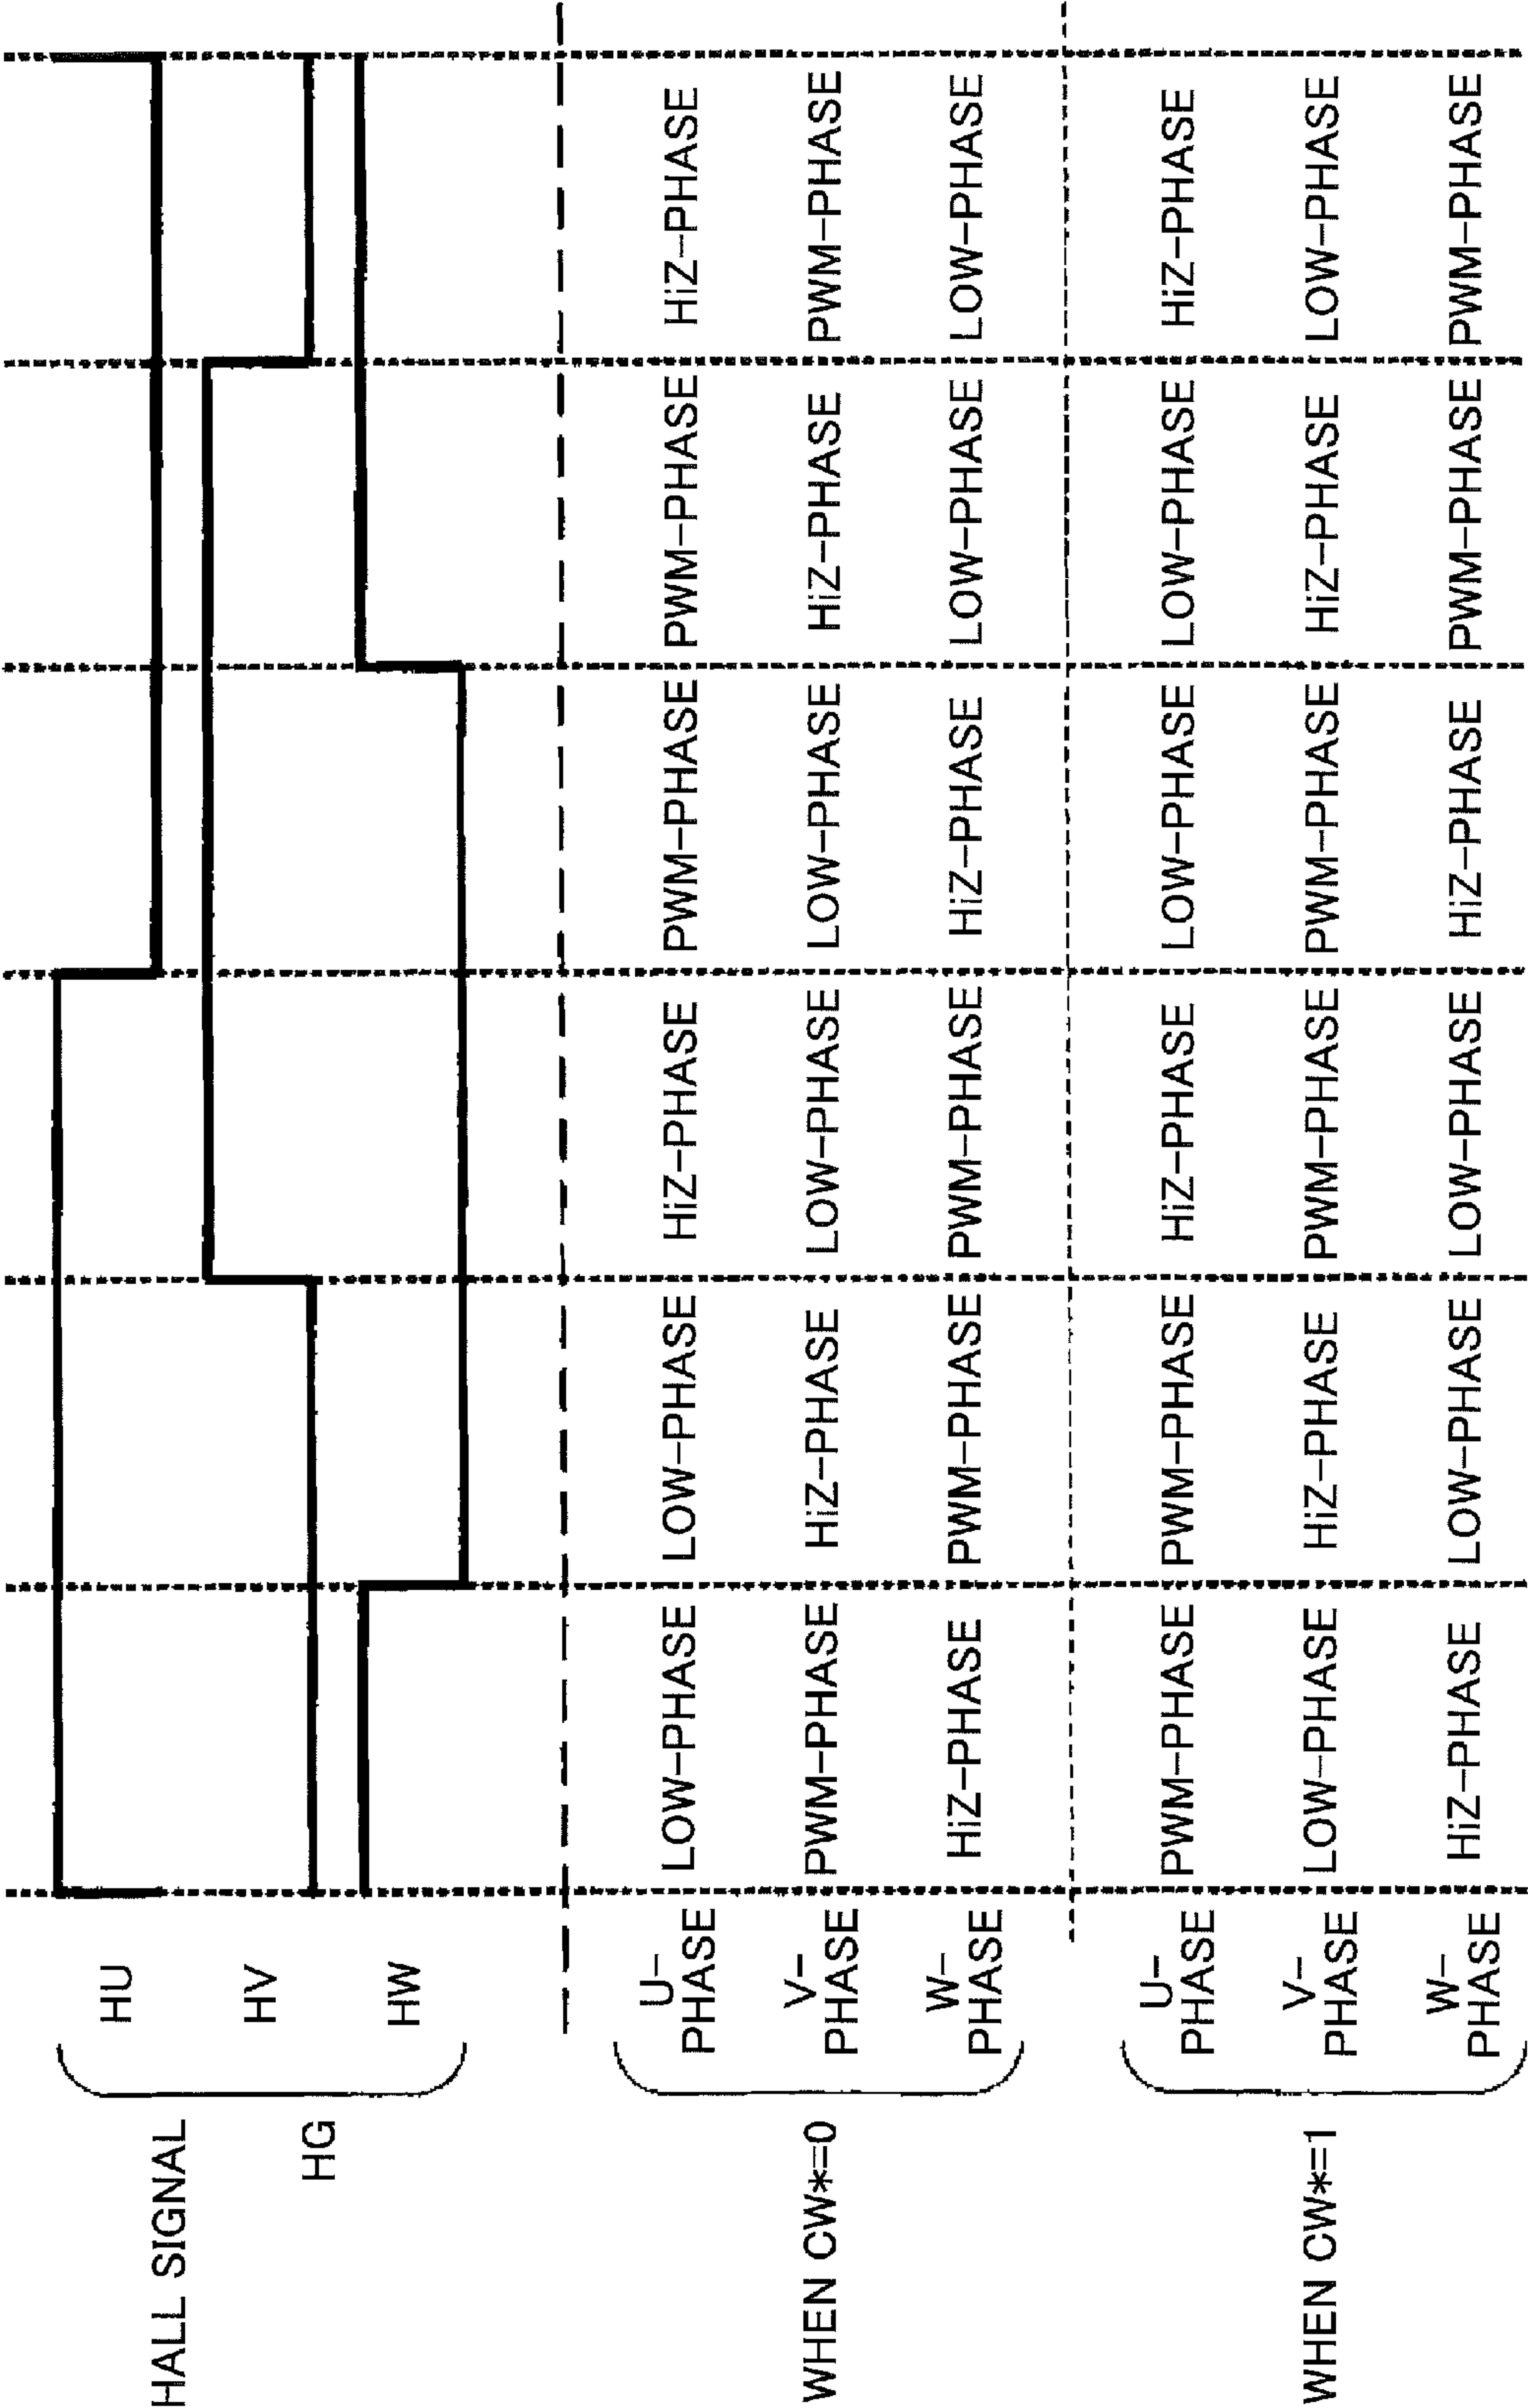 HALL SIGNAL
HG
HU
HV
HW
WHEN CW*=0
U-
PHASE
LOW-PHASE LOW-PHASE HiZ-PHASE PWM-PHASE PWM-PHASE HiZ-PHASE
V-
PHASE
PWM-PHASE HiZ-PHASE LOW-PHASE LOW-PHASE HiZ-PHASE PWM-PHASE
W-
PHASE
HiZ-PHASE PWM-PHASE PWM-PHASE HiZ-PHASE LOW-PHASE LOW-PHASE
WHEN CW*=1
U-
PHASE
PWM-PHASE PWM-PHASE HiZ-PHASE LOW-PHASE LOW-PHASE HiZ-PHASE
V-
PHASE
LOW-PHASE HiZ-PHASE PWM-PHASE PWM-PHASE HiZ-PHASE LOW-PHASE
W-
PHASE
HiZ-PHASE LOW-PHASE LOW-PHASE HiZ-PHASE PWM-PHASE PWM-PHASE